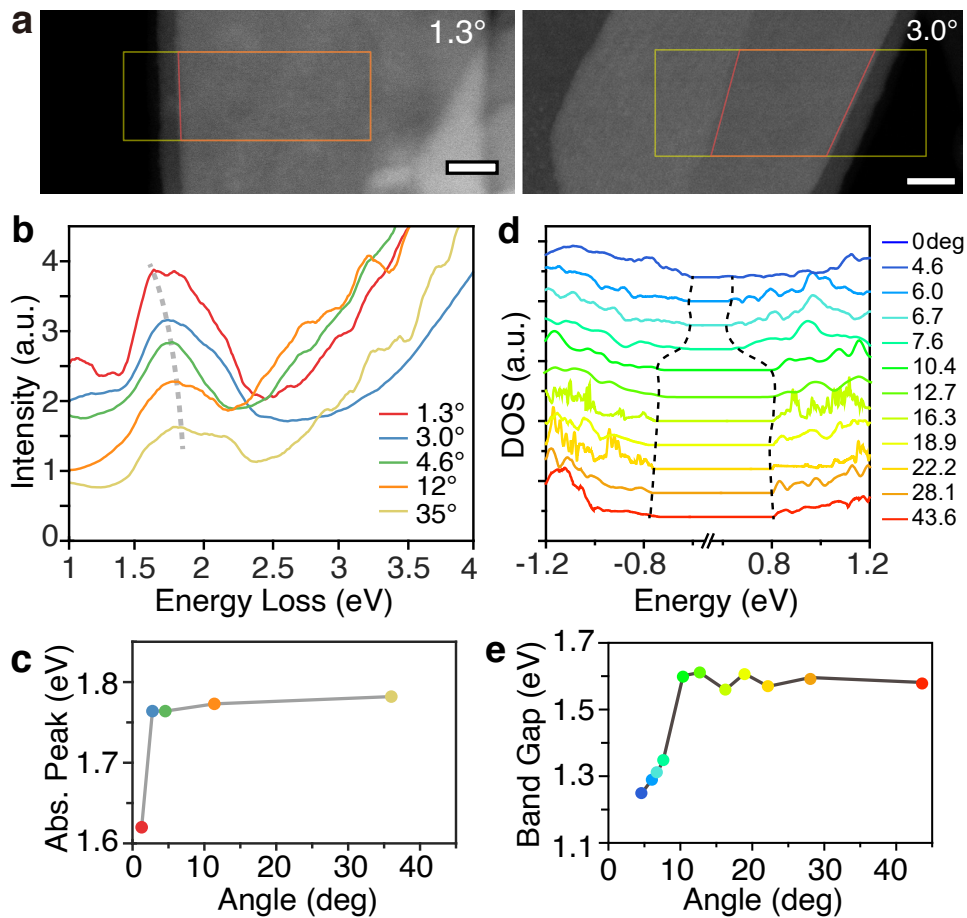 a
1.3°
3.0°
b
Intensity (a.u.)
4
3
2
1
0
1.3°
3.0°
4.6°
12°
35°
1 1.5 2 2.5 3 3.5 4
Energy Loss (eV)
d
DOS (a.u.)
0 deg
4.6
6.0
6.7
7.6
10.4
12.7
16.3
18.9
22.2
28.1
43.6
-1.2 -0.8 0.8 1.2
Energy (eV)
c
Abs. Peak (eV)
1.8
1.7
1.6
0 10 20 30 40
Angle (deg)
e
Band Gap (eV)
1.7
1.5
1.3
1.1
0 10 20 30 40
Angle (deg)